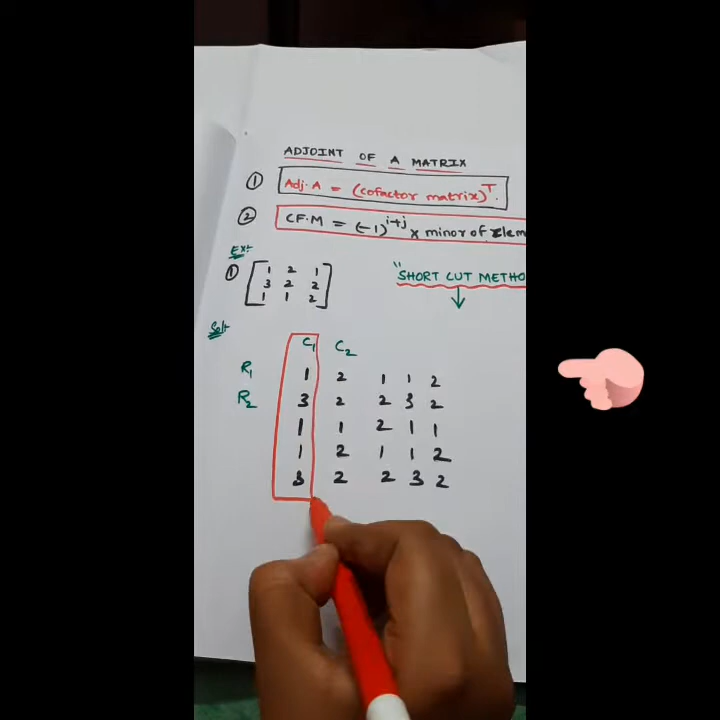 ADJOINT OF A MATRIX
① Adj.A = (cofactor matrix)ᵀ.
② C.F.M = (-1)^(i+j) x minor of
Ex:-
① [1 2 1
3 2 2
1 1 2]
"SHORT CUT METHO
Sol:-
C₁ C₂
R₁ 1 2 1 1 2
R₂ 3 2 2 3 2
1 1 2 1 1
1 2 1 1 2
3 2 2 3 2